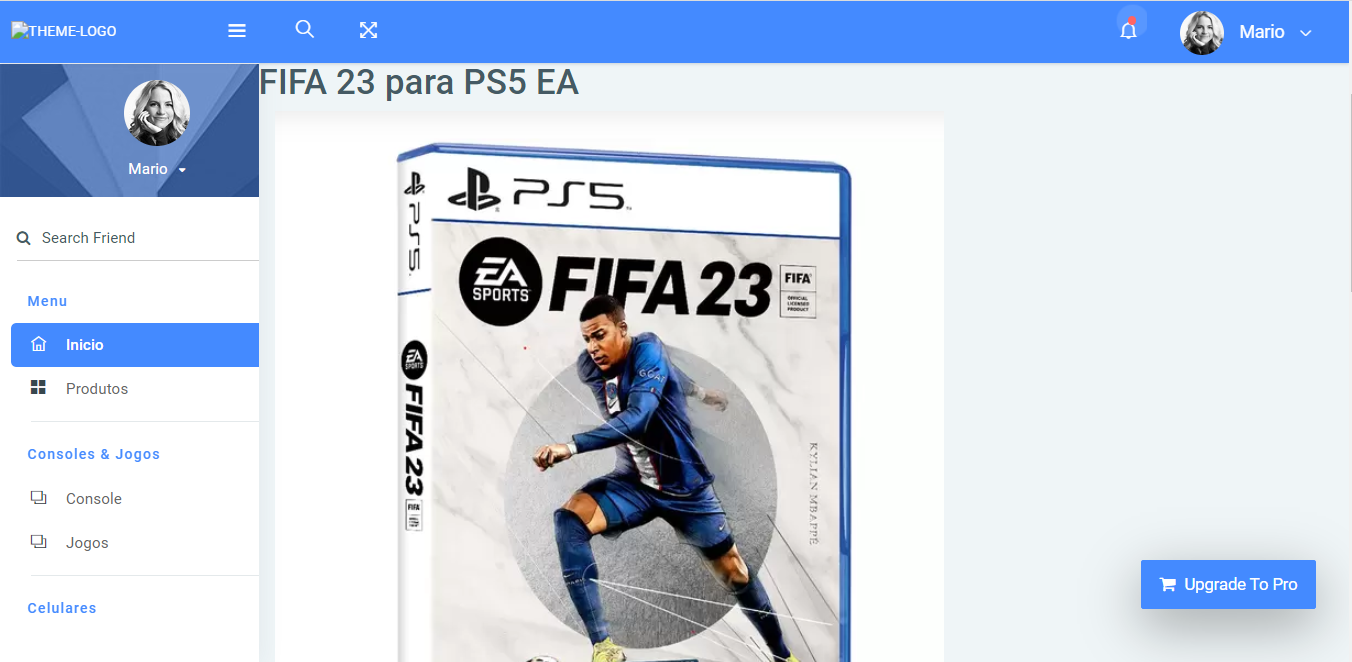 THEME-LOGO
Mario
Mario
Search Friend
Menu
Inicio
Produtos
Consoles & Jogos
Console
Jogos
Celulares
FIFA 23 para PS5 EA
PS5
PS5
EA
SPORTS
FIFA 23
FIFA
OFFICIAL
LICENSED
PRODUCT
EA
SPORTS
FIFA 23
FIFA
KYLIAN MBAPPÉ
Upgrade To Pro